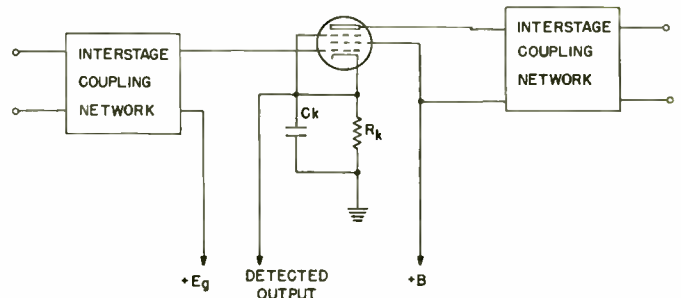 INTERSTAGE
COUPLING
NETWORK
INTERSTAGE
COUPLING
NETWORK
Ck
Rk
+Eg
DETECTED
OUTPUT
+B